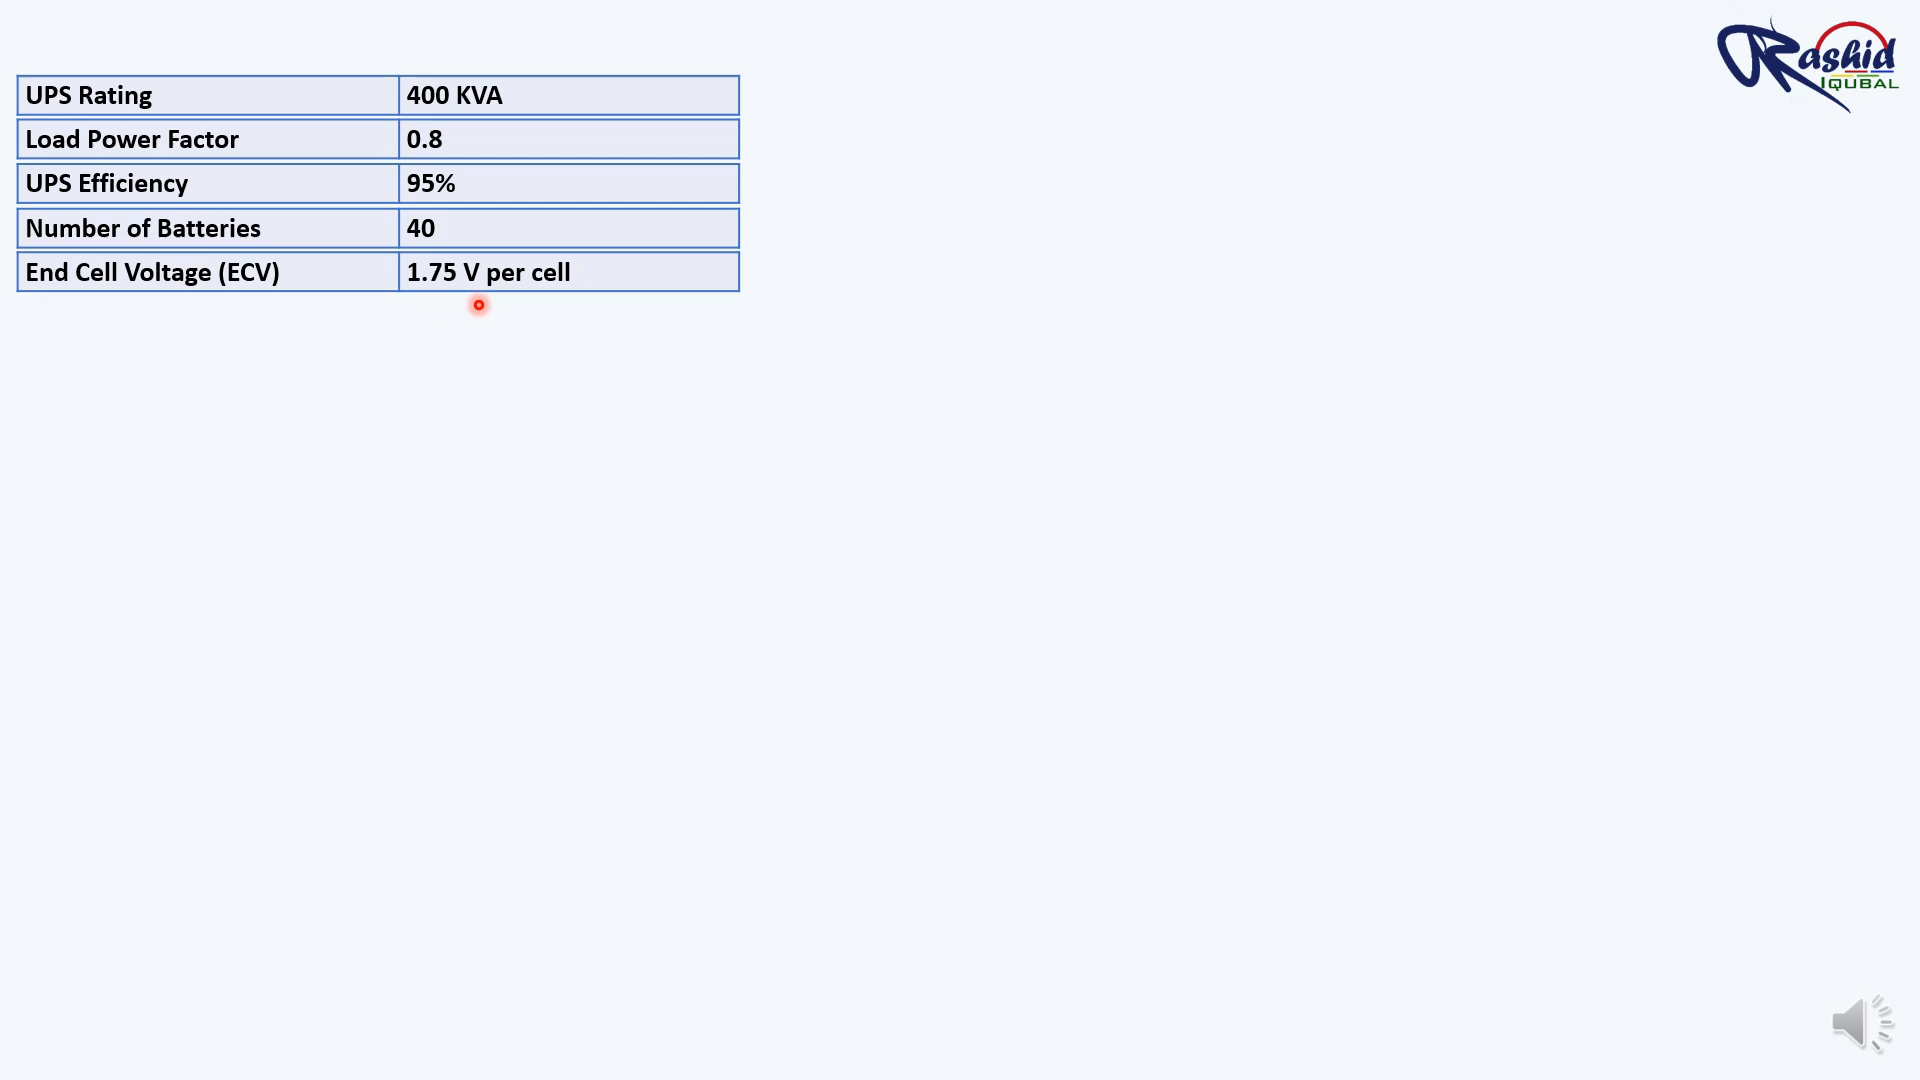 Rashid
IQUBAL
UPS Rating 400 KVA
Load Power Factor 0.8
UPS Efficiency 95%
Number of Batteries 40
End Cell Voltage (ECV) 1.75 V per cell